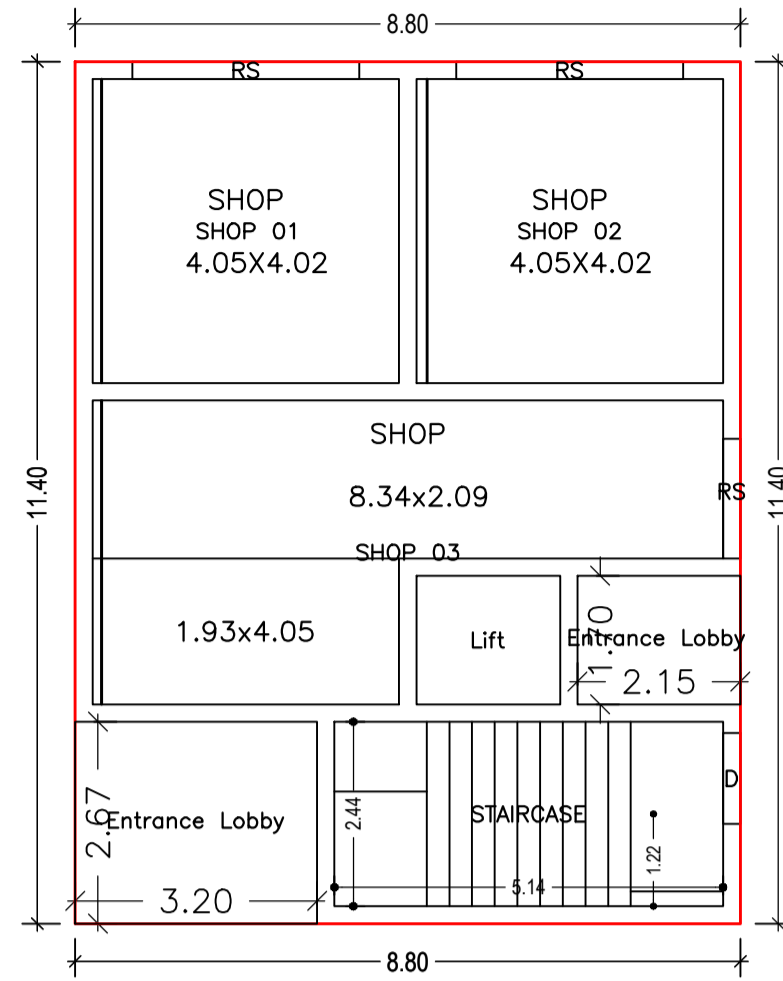 8.80
RS
RS
SHOP
SHOP 01
4.05X4.02
SHOP
SHOP 02
4.05X4.02
11.40
11.40
SHOP
8.34x2.09
RS
SHOP 03
1.93x4.05
Lift
Entrance Lobby
1.70
2.15
2.67
Entrance Lobby
3.20
2.44
STAIRCASE
D
1.22
5.14
8.80